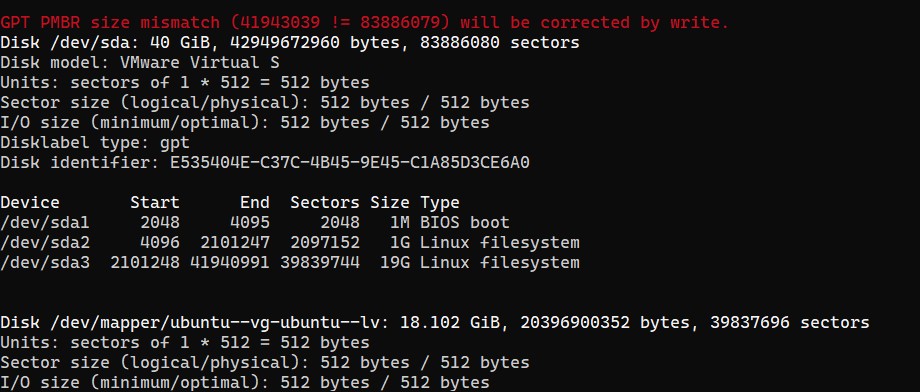 GPT PMBR size mismatch (41943039 != 83886079) will be corrected by write.
Disk /dev/sda: 40 GiB, 42949672960 bytes, 83886080 sectors
Disk model: VMware Virtual S
Units: sectors of 1 * 512 = 512 bytes
Sector size (logical/physical): 512 bytes / 512 bytes
I/O size (minimum/optimal): 512 bytes / 512 bytes
Disklabel type: gpt
Disk identifier: E535404E-C37C-4B45-9E45-C1A85D3CE6A0
Device Start End Sectors Size Type
/dev/sda1 2048 4095 2048 1M BIOS boot
/dev/sda2 4096 2101247 2097152 1G Linux filesystem
/dev/sda3 2101248 41940991 39839744 19G Linux filesystem
Disk /dev/mapper/ubuntu--vg-ubuntu--lv: 18.102 GiB, 20396900352 bytes, 39837696 sectors
Units: sectors of 1 * 512 = 512 bytes
Sector size (logical/physical): 512 bytes / 512 bytes
I/O size (minimum/optimal): 512 bytes / 512 bytes